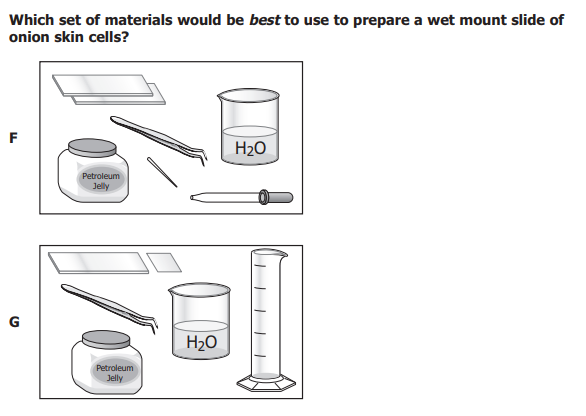 Which set of materials would be best to use to prepare a wet mount slide of
onion skin cells?
F
H₂O
Petroleum
Jelly
G
H₂O
Petroleum
Jelly